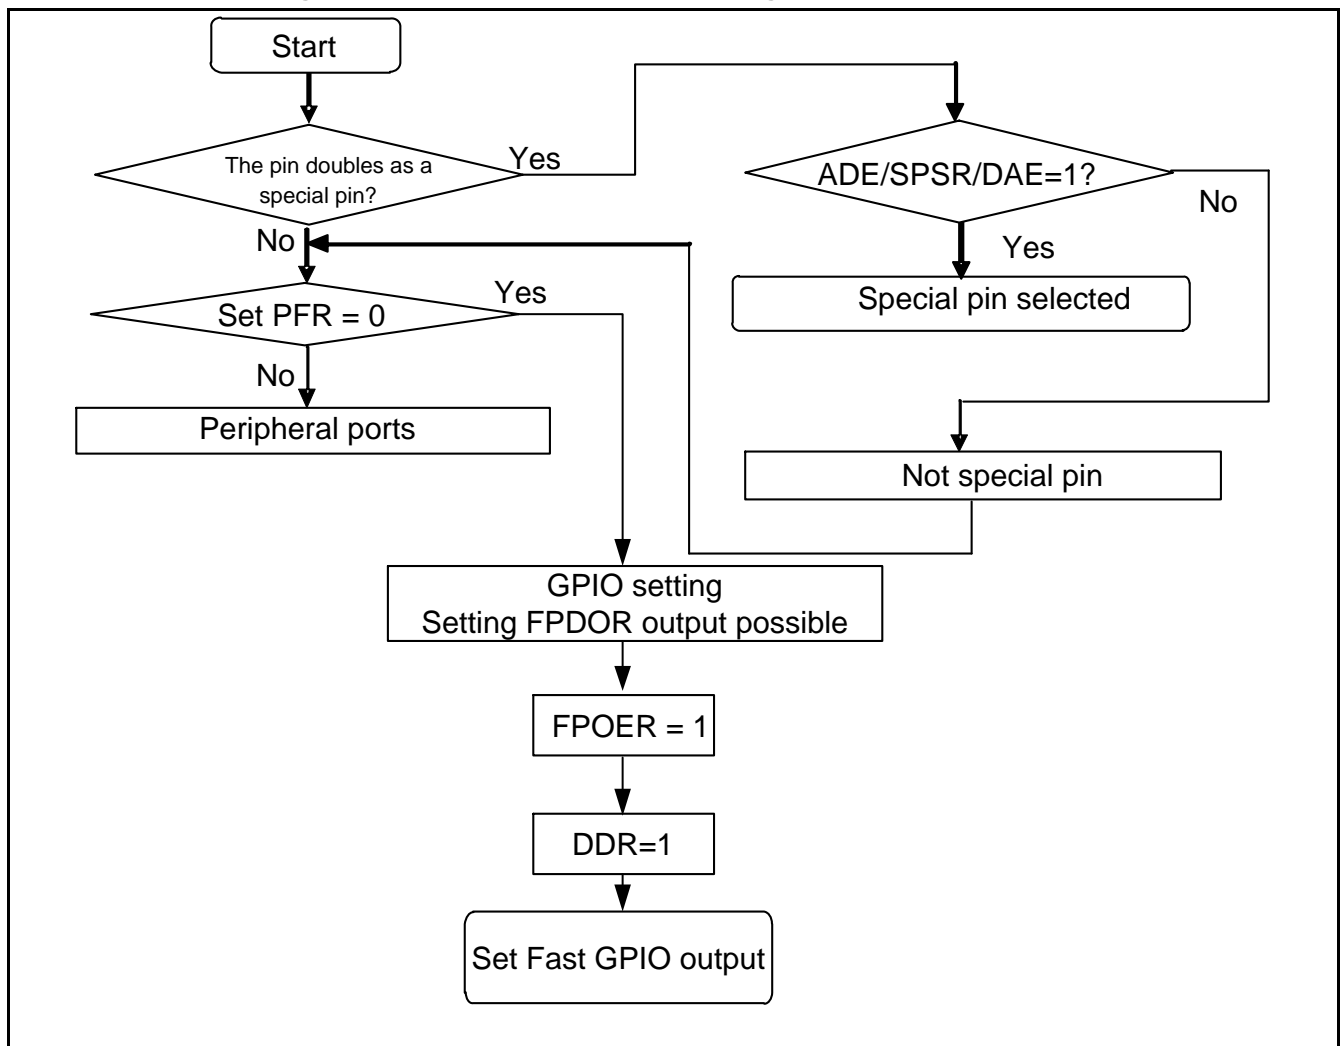 Start
The pin doubles as a
special pin?
Yes
No
ADE/SPSR/DAE=1?
No
Yes
Special pin selected
Set PFR = 0
Yes
No
Peripheral ports
Not special pin
GPIO setting
Setting FPDOR output possible
FPOER = 1
DDR=1
Set Fast GPIO output